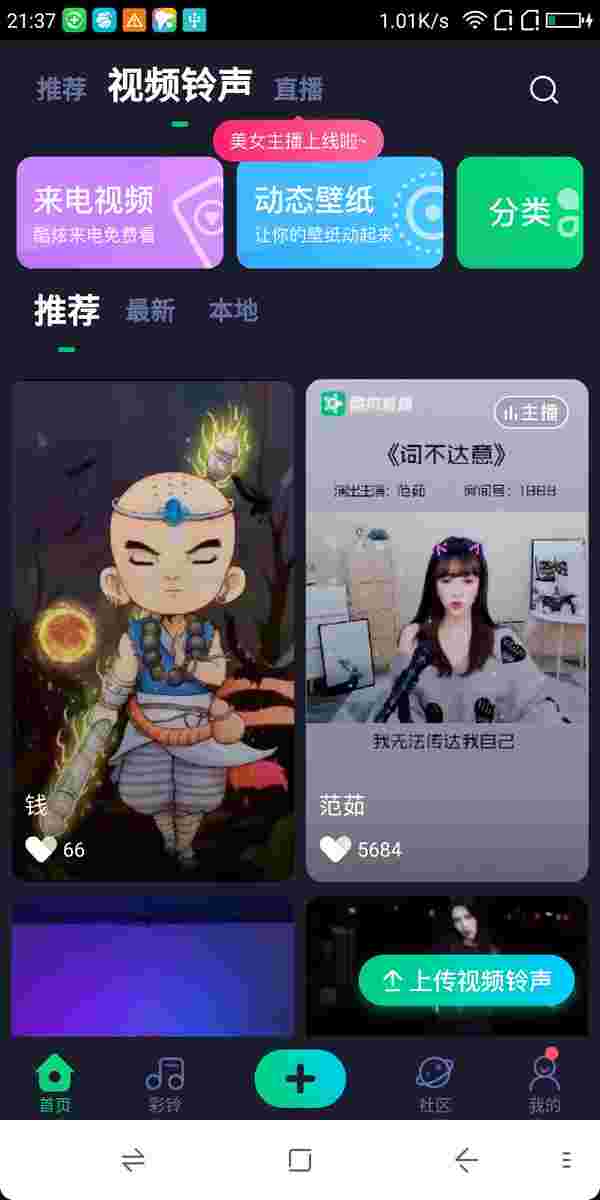 21:37
1.01K/s
推荐 视频铃声 直播
美女主播上线啦~
来电视频
酷炫来电免费看
动态壁纸
让你的壁纸动起来
分类
推荐 最新 本地
主播
《词不达意》
演出主演：范茹 房间号：1868
我无法传达我自己
钱
66
范茹
5684
上传视频铃声
首页 彩铃 社区 我的